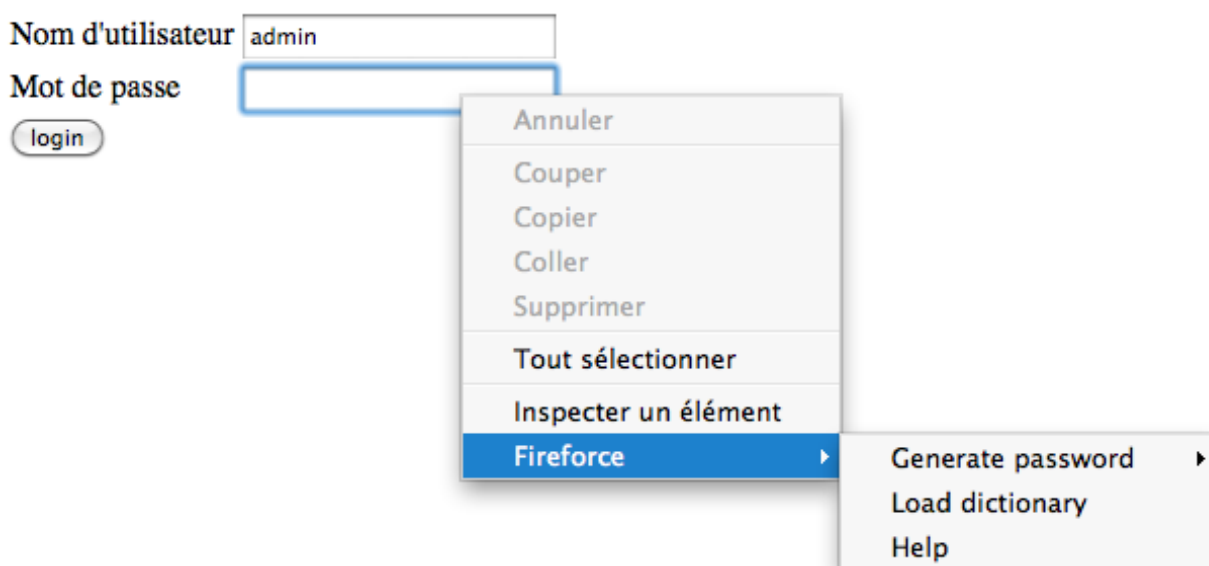 Nom d'utilisateur admin
Mot de passe
login
Annuler
Couper
Copier
Coller
Supprimer
Tout sélectionner
Inspecter un élément
Fireforce
Generate password
Load dictionary
Help